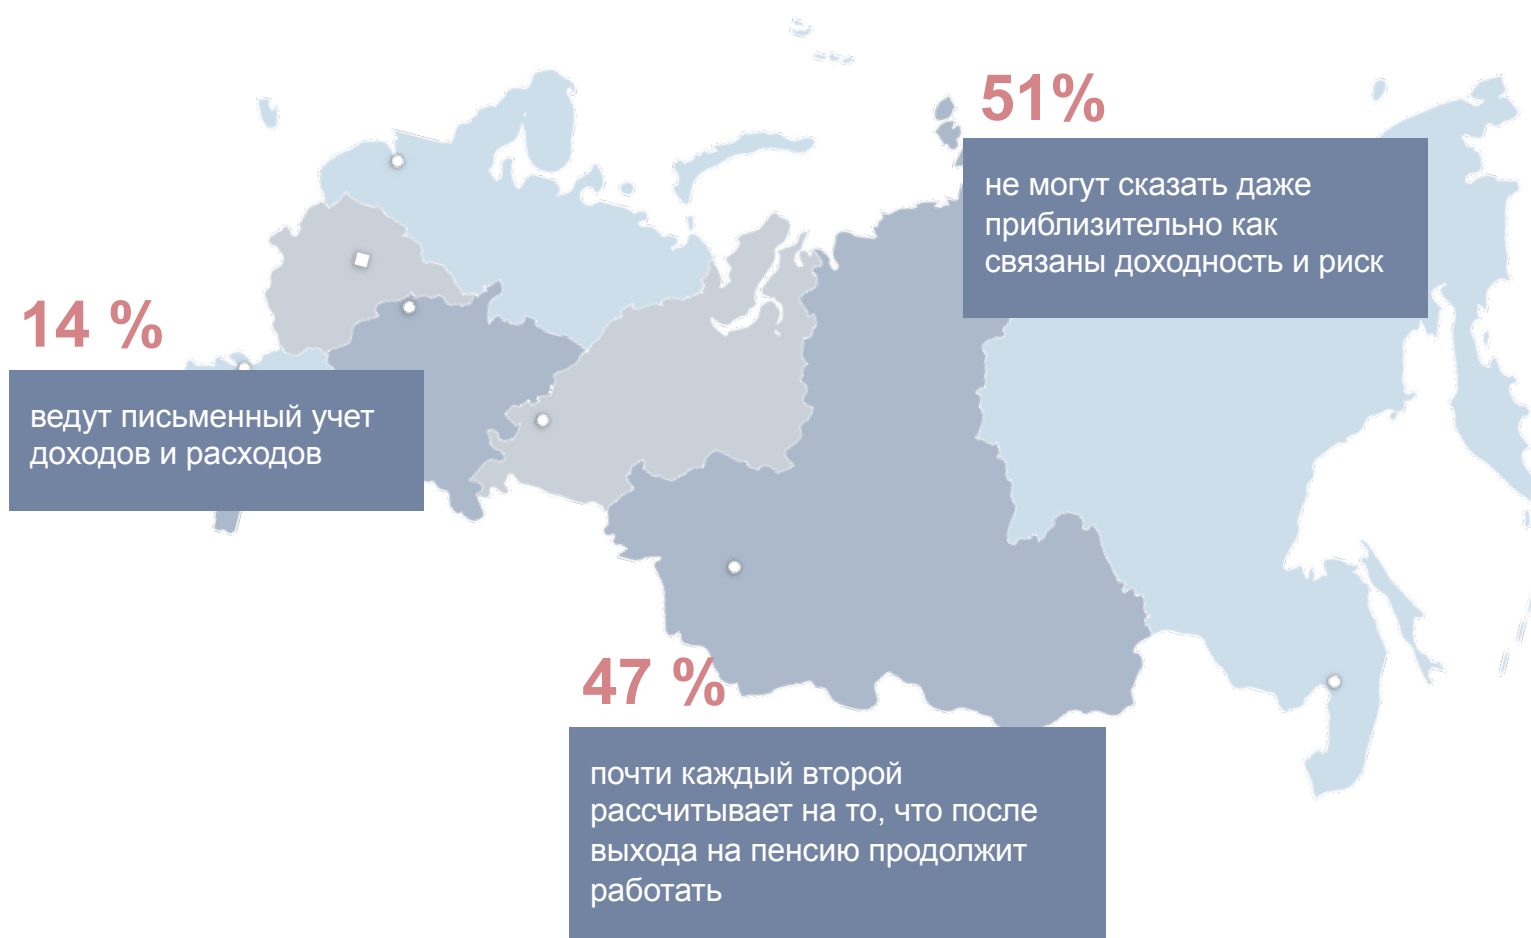 51%
не могут сказать даже
приблизительно как
связаны доходность и риск
14 %
ведут письменный учет
доходов и расходов
47 %
почти каждый второй
рассчитывает на то, что после
выхода на пенсию продолжит
работать